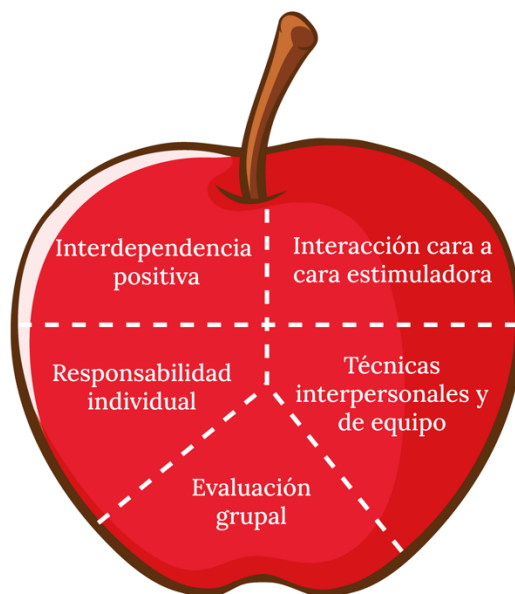 Interdependencia
positiva
Interacción cara a
cara estimuladora
Responsabilidad
individual
Técnicas
interpersonales y
de equipo
Evaluación
grupal